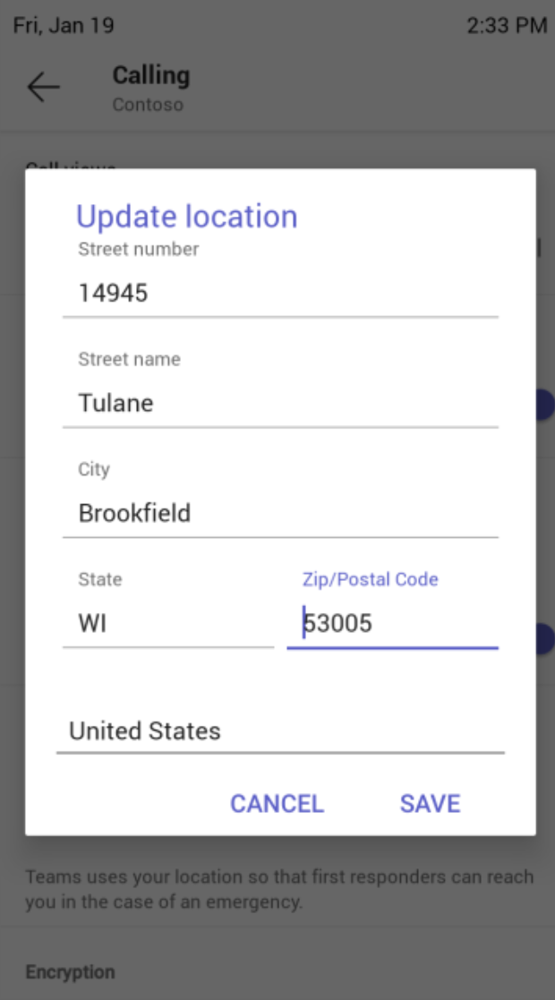 Fri, Jan 19 2:33 PM
Calling
Contoso
Update location
Street number
14945
Street name
Tulane
City
Brookfield
State Zip/Postal Code
WI 53005
United States
CANCEL SAVE
Teams uses your location so that first responders can reach
you in the case of an emergency.
Encryption